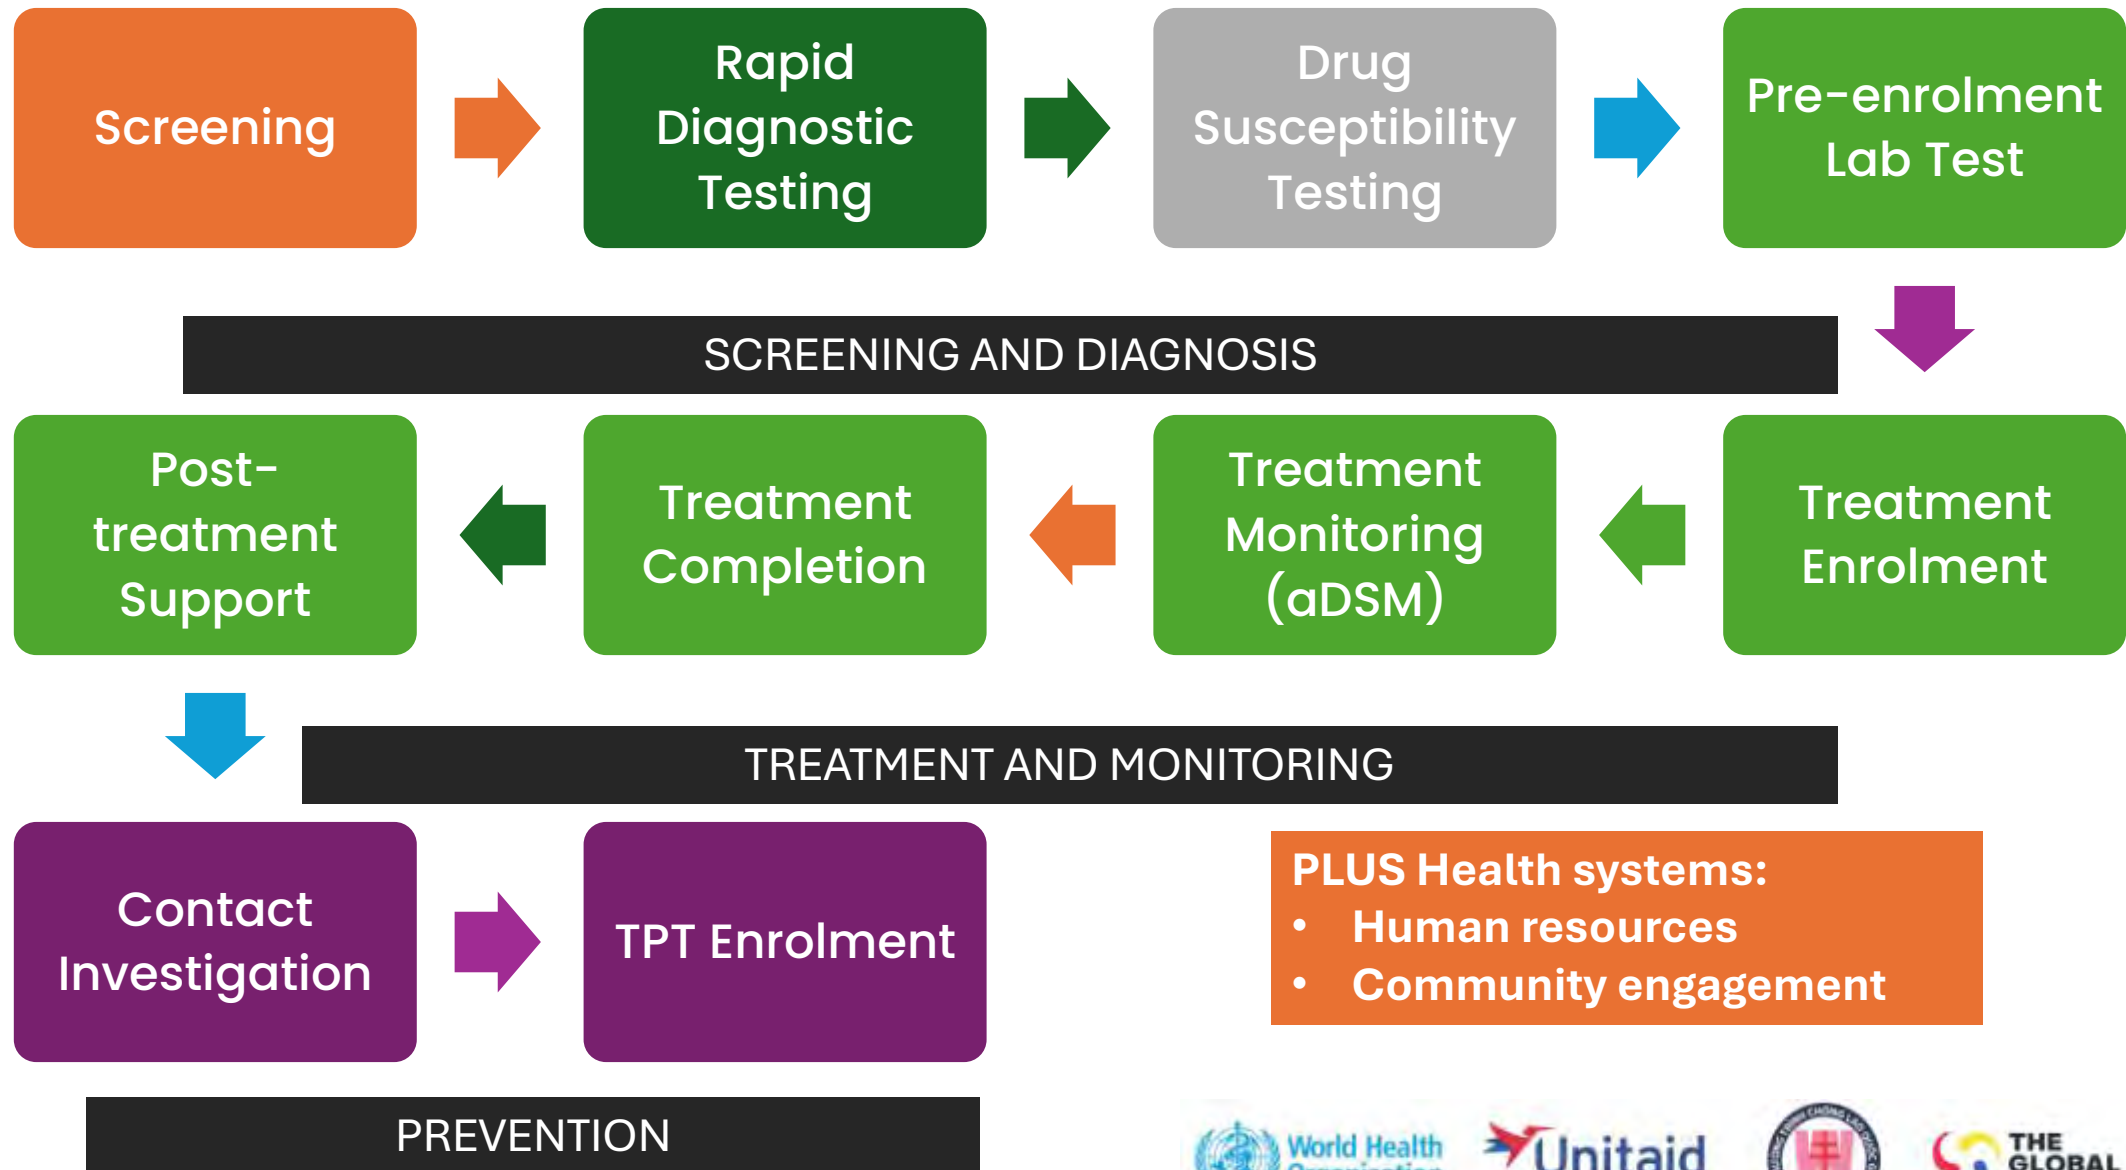 Screening
Rapid
Diagnostic
Testing
Drug
Susceptibility
Testing
Pre-enrolment
Lab Test
SCREENING AND DIAGNOSIS
Post-
treatment
Support
Treatment
Completion
Treatment
Monitoring
(aDSM)
Treatment
Enrolment
TREATMENT AND MONITORING
Contact
Investigation
TPT Enrolment
PLUS Health systems:
• Human resources
• Community engagement
PREVENTION
World Health
Unitaid
THE
GLOBAL